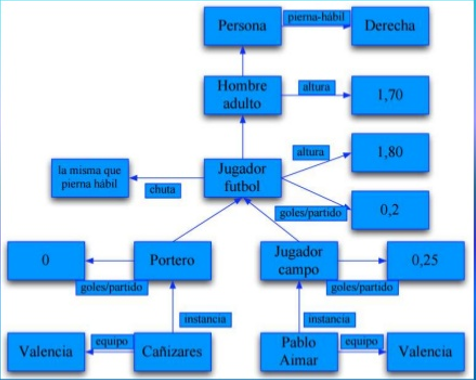 Persona
pierna-hábil
Derecha
Hombre
adulto
altura
1,70
la misma que
pierna hábil
chuta
Jugador
futbol
altura
1,80
goles/partido
0,2
0
goles/partido
Portero
Jugador
campo
goles/partido
0,25
instancia
instancia
Valencia
equipo
Cañizares
Pablo
Aimar
equipo
Valencia